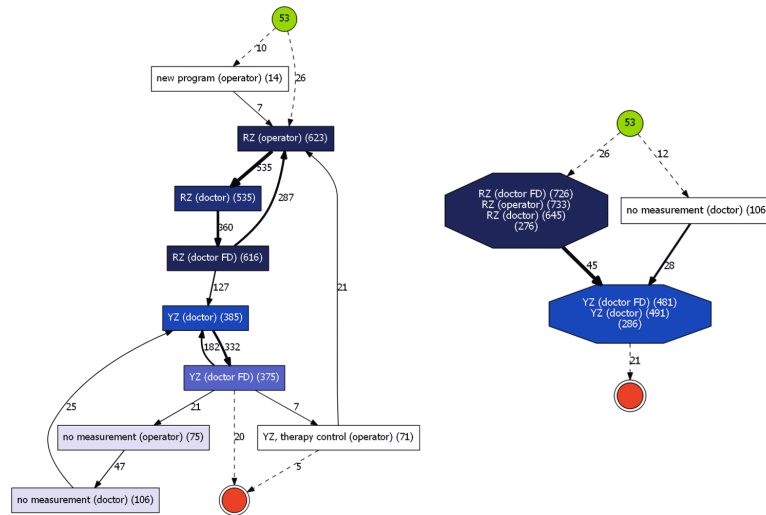 53
10
26
new program (operator) (14)
7
RZ (operator) (623)
535
RZ (doctor) (535)
287
360
RZ (doctor FD) (616)
127
21
YZ (doctor) (385)
182
332
YZ (doctor FD) (375)
25
21
7
no measurement (operator) (75)
20
YZ, therapy control (operator) (71)
47
5
no measurement (doctor) (106)
53
26
12
RZ (doctor FD) (726)
RZ (operator) (733)
RZ (doctor) (645)
(276)
no measurement (doctor) (106
45
28
YZ (doctor FD) (481)
YZ (doctor) (491)
(286)
21